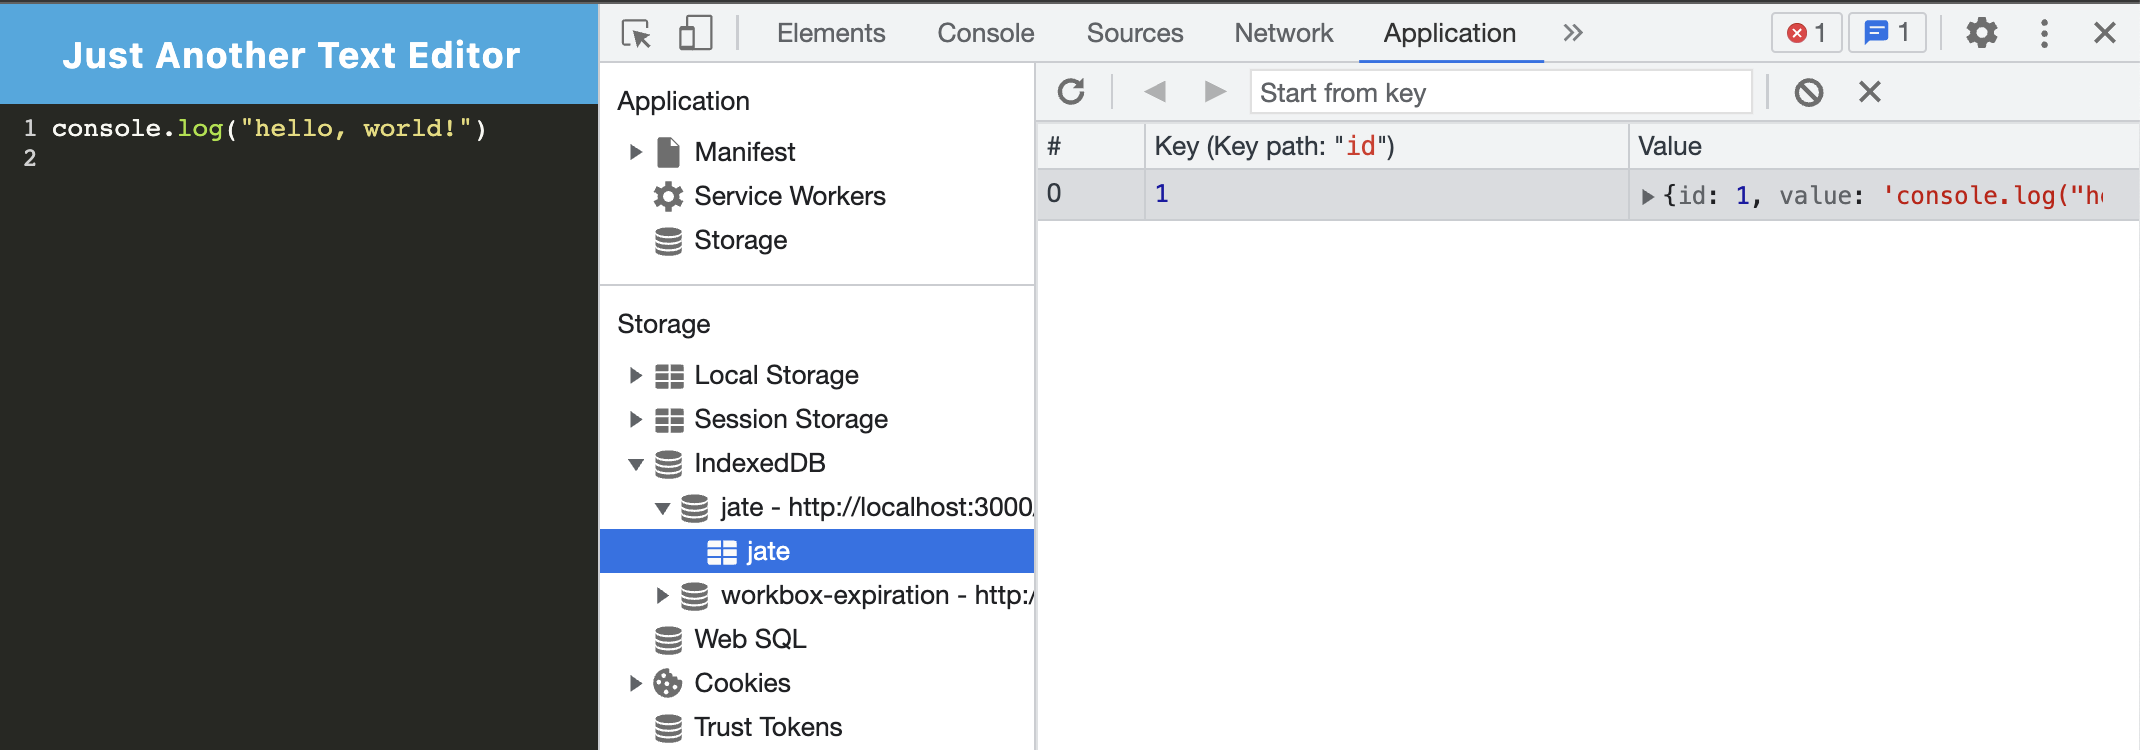 Just Another Text Editor
1 console.log("hello, world!")
2
Elements Console Sources Network Application 1 1
Application
Manifest
Service Workers
Storage
Storage
Local Storage
Session Storage
IndexedDB
jate - http://localhost:3000/
jate
workbox-expiration - http:/
Web SQL
Cookies
Trust Tokens
Start from key
# Key (Key path: "id") Value
0 1 {id: 1, value: 'console.log("he